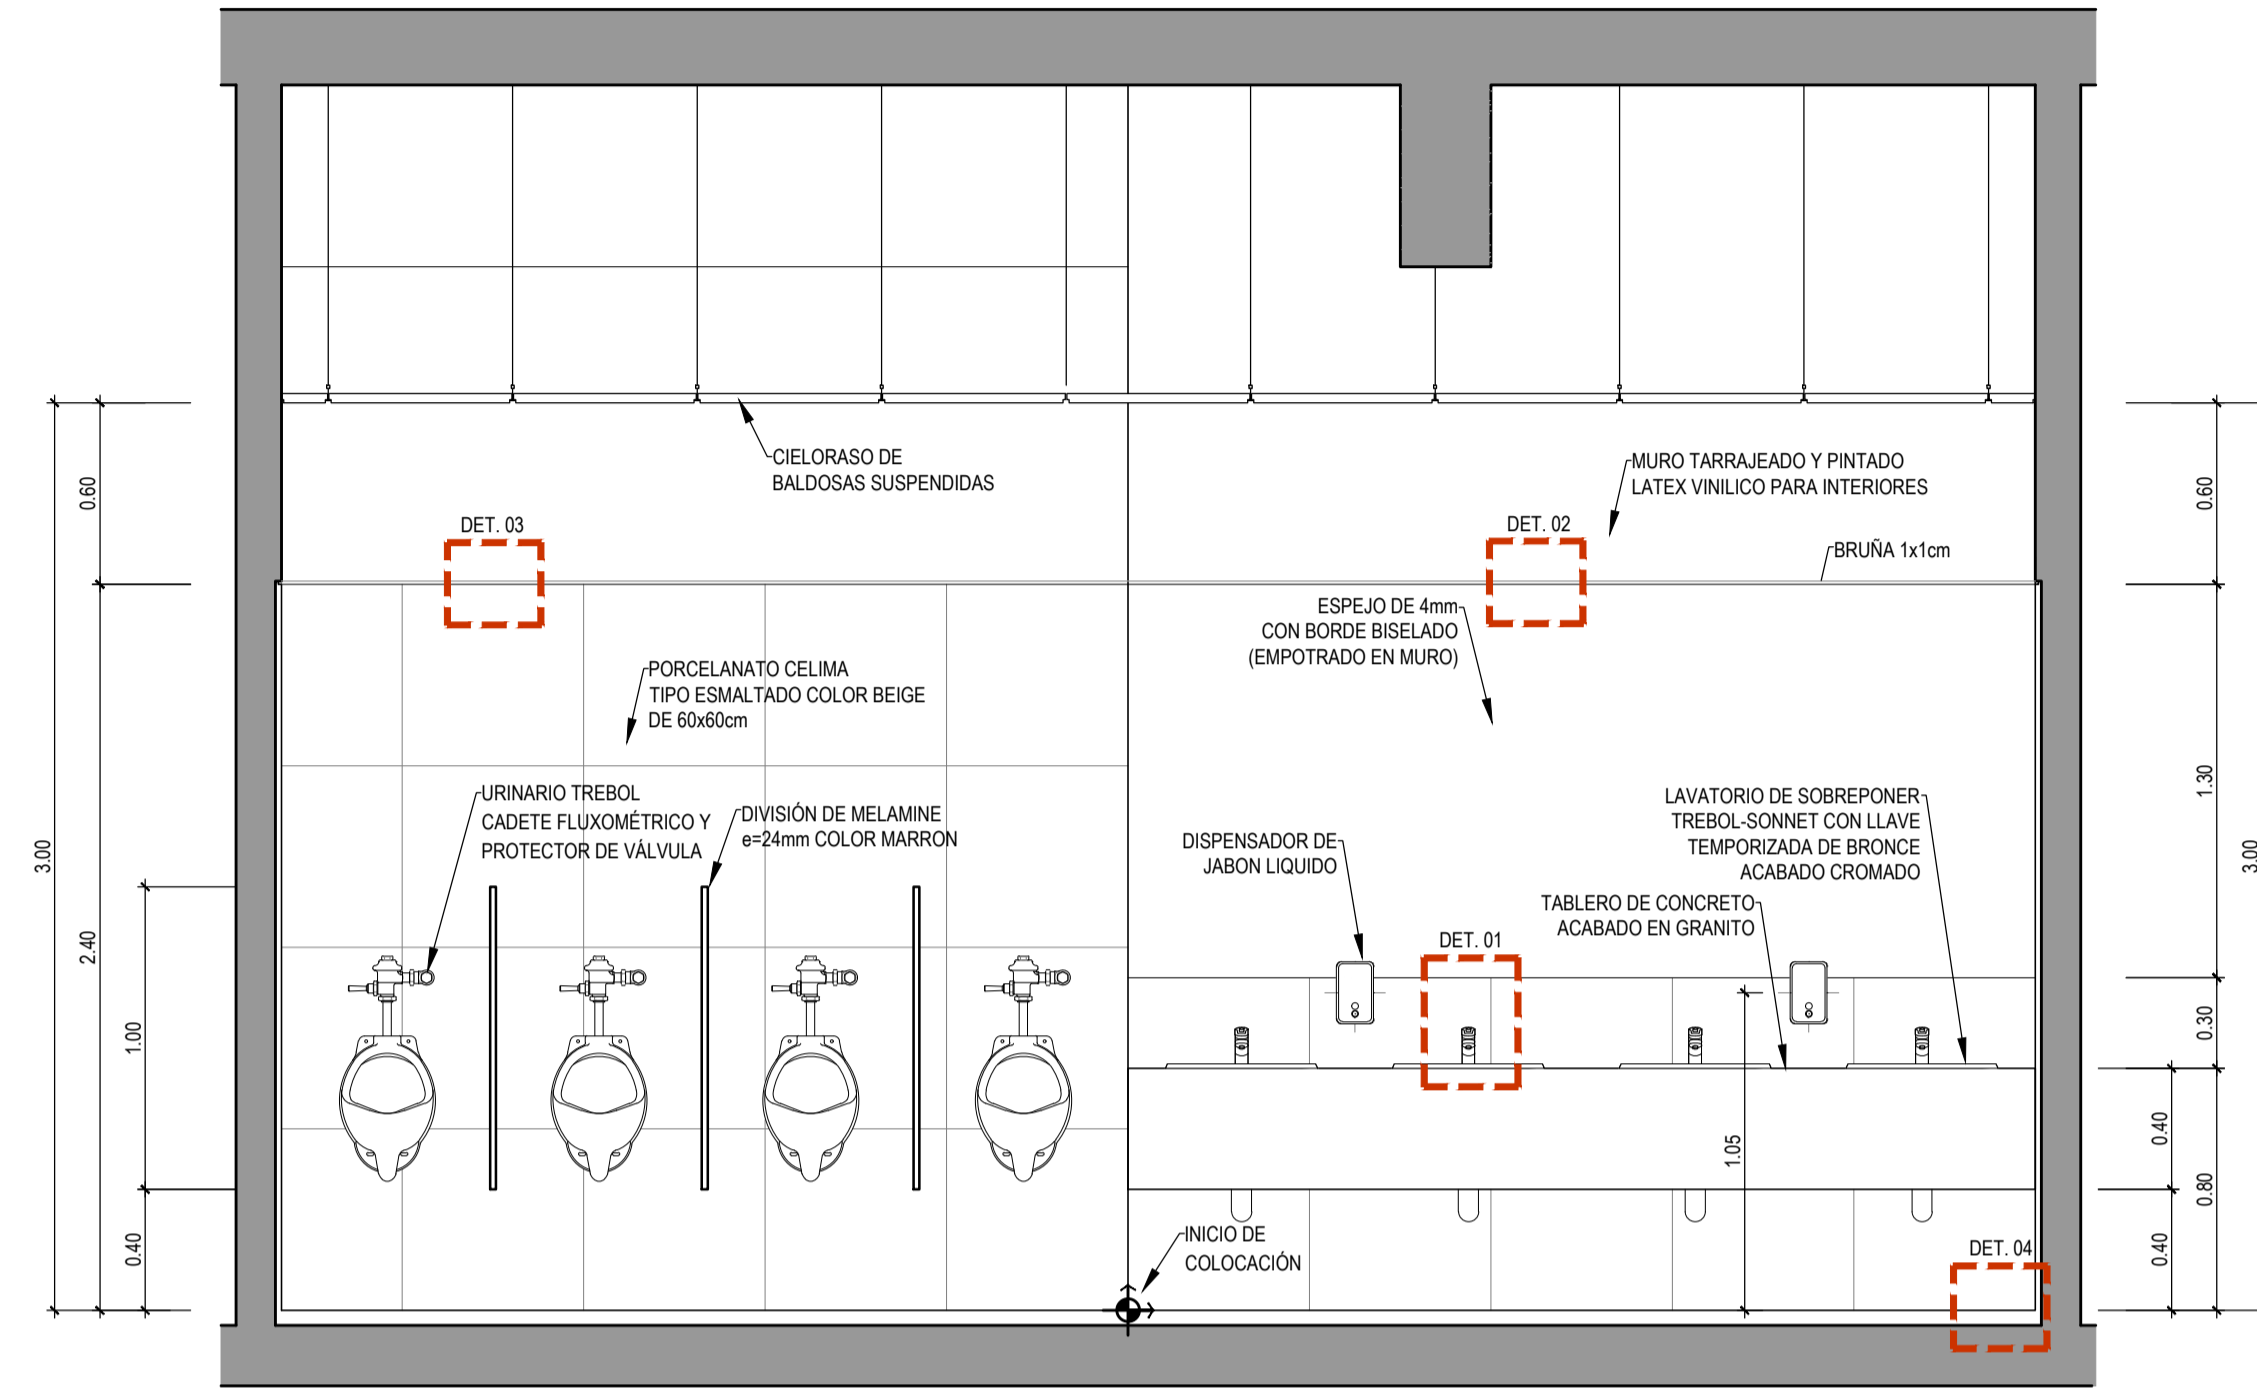 CIELORASO DE
BALDOSAS SUSPENDIDAS
MURO TARRAJEADO Y PINTADO
LATEX VINILICO PARA INTERIORES
DET. 03
DET. 02
BRUÑA 1x1cm
ESPEJO DE 4mm
CON BORDE BISELADO
(EMPOTRADO EN MURO)
PORCELANATO CELIMA
TIPO ESMALTADO COLOR BEIGE
DE 60x60cm
URINARIO TREBOL
CADETE FLUXOMÉTRICO Y
PROTECTOR DE VÁLVULA
DIVISIÓN DE MELAMINE
e=24mm COLOR MARRON
DISPENSADOR DE
JABON LIQUIDO
LAVATORIO DE SOBREPONER
TREBOL-SONNET CON LLAVE
TEMPORIZADA DE BRONCE
ACABADO CROMADO
TABLERO DE CONCRETO
ACABADO EN GRANITO
DET. 01
INICIO DE
COLOCACIÓN
DET. 04
3.00
0.60
2.40
1.00
0.40
1.05
0.60
1.30
0.30
0.40
0.80
0.40
3.00